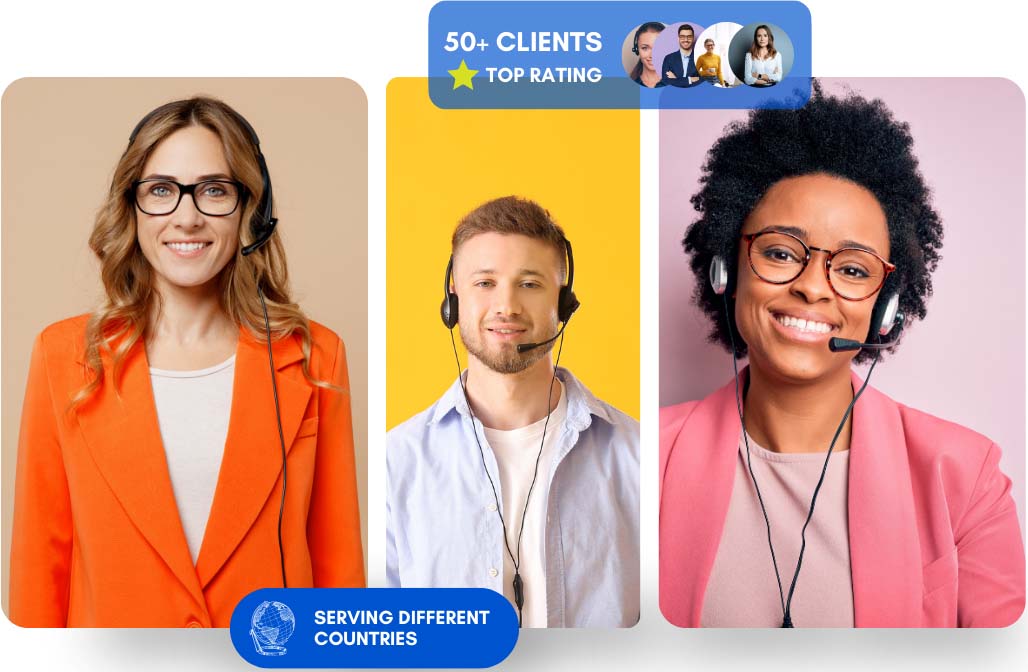 50+ CLIENTS
TOP RATING
SERVING DIFFERENT
COUNTRIES